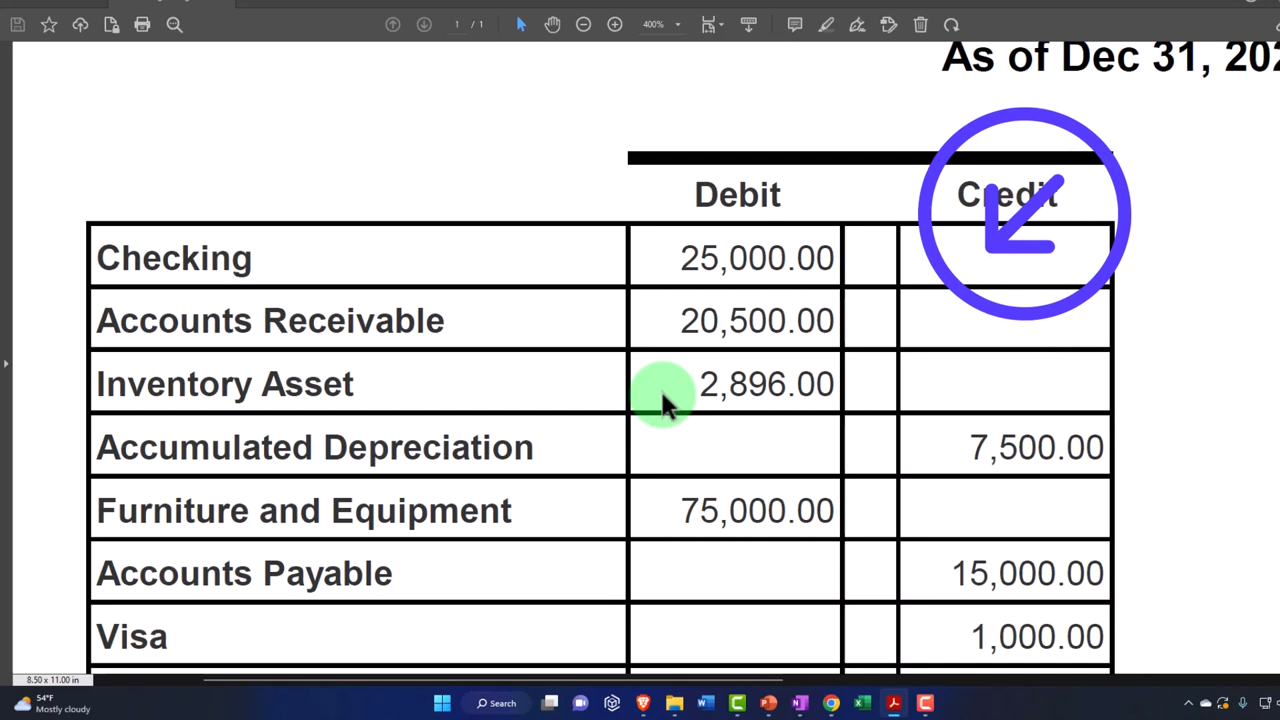 1 / 1
400%
As of Dec 31, 202
Debit Credit
Checking 25,000.00
Accounts Receivable 20,500.00
Inventory Asset 2,896.00
Accumulated Depreciation 7,500.00
Furniture and Equipment 75,000.00
Accounts Payable 15,000.00
Visa 1,000.00
8.50 x 11.00 in
54°F
Mostly cloudy
Search